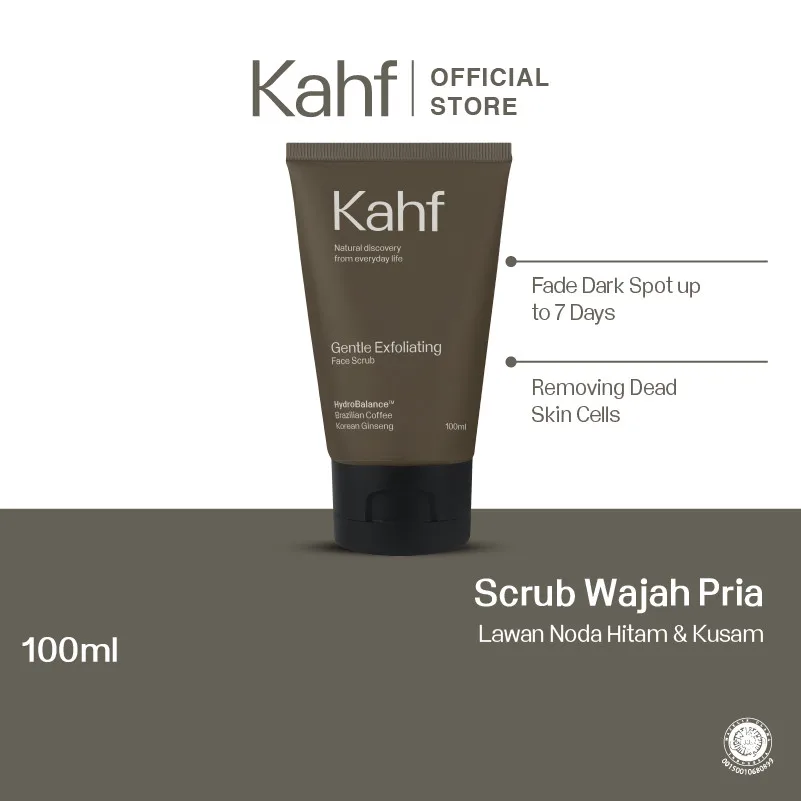 Kahf
OFFICIAL
STORE
Kahf
Natural discovery
from everyday life
Gentle Exfoliating
Face Scrub
HydroBalance™
Brazilian Coffee
Korean Ginseng
100ml
Fade Dark Spot up
to 7 Days
Removing Dead
Skin Cells
Scrub Wajah Pria
Lawan Noda Hitam & Kusam
100ml